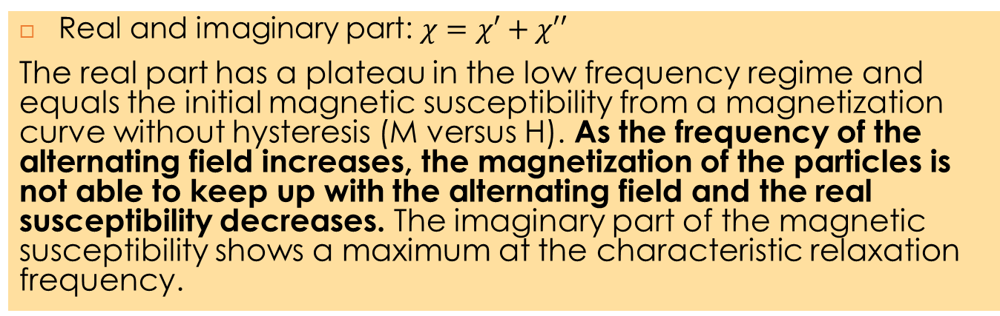 □ Real and imaginary part: χ = χ′ + χ′′
The real part has a plateau in the low frequency regime and
equals the initial magnetic susceptibility from a magnetization
curve without hysteresis (M versus H). As the frequency of the
alternating field increases, the magnetization of the particles is
not able to keep up with the alternating field and the real
susceptibility decreases. The imaginary part of the magnetic
susceptibility shows a maximum at the characteristic relaxation
frequency.